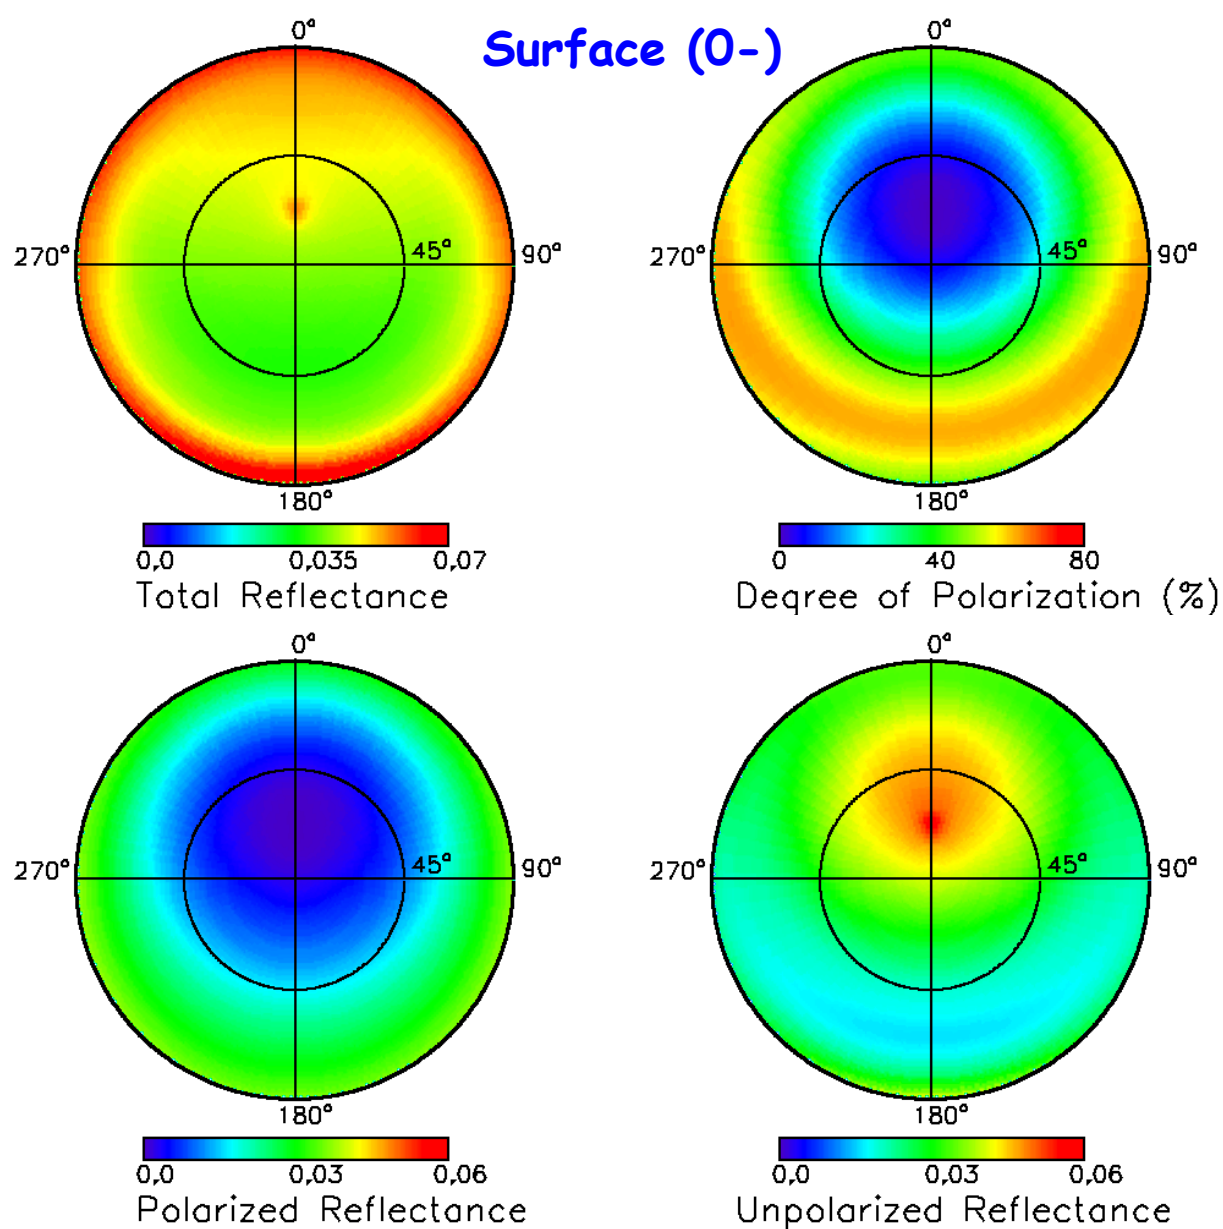 Surface (0-)
0°
0°
270°
45°
90°
270°
45°
90°
180°
180°
0,0 0,035 0,07
0 40 80
Total Reflectance
Degree of Polarization (%)
0°
0°
270°
45°
90°
270°
45°
90°
180°
180°
0,0 0,03 0,06
0,0 0,03 0,06
Polarized Reflectance
Unpolarized Reflectance